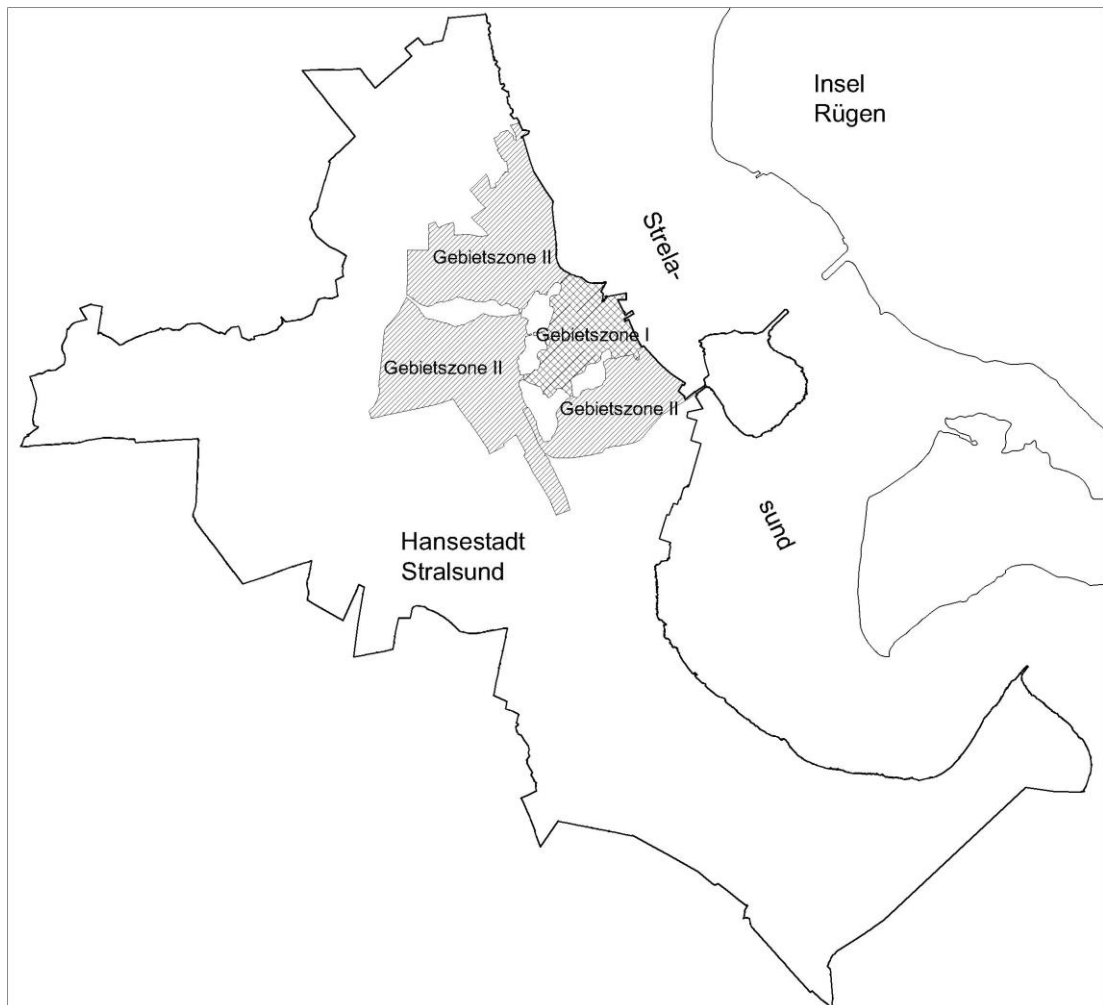 Insel
Rügen
Strela-
Gebietszone II
Gebietszone I
Gebietszone II
Gebietszone II
sund
Hansestadt
Stralsund